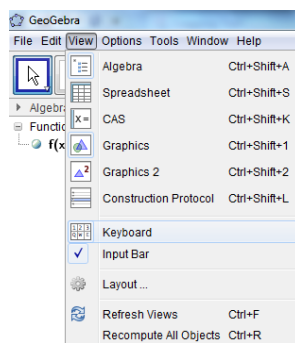 GeoGebra
File Edit View Options Tools Window Help
Algebra Ctrl+Shift+A
Spreadsheet Ctrl+Shift+S
Algebr
CAS Ctrl+Shift+K
Functio
f(x
Graphics Ctrl+Shift+1
Graphics 2 Ctrl+Shift+2
Construction Protocol Ctrl+Shift+L
Keyboard
Input Bar
Layout ...
Refresh Views Ctrl+F
Recompute All Objects Ctrl+R